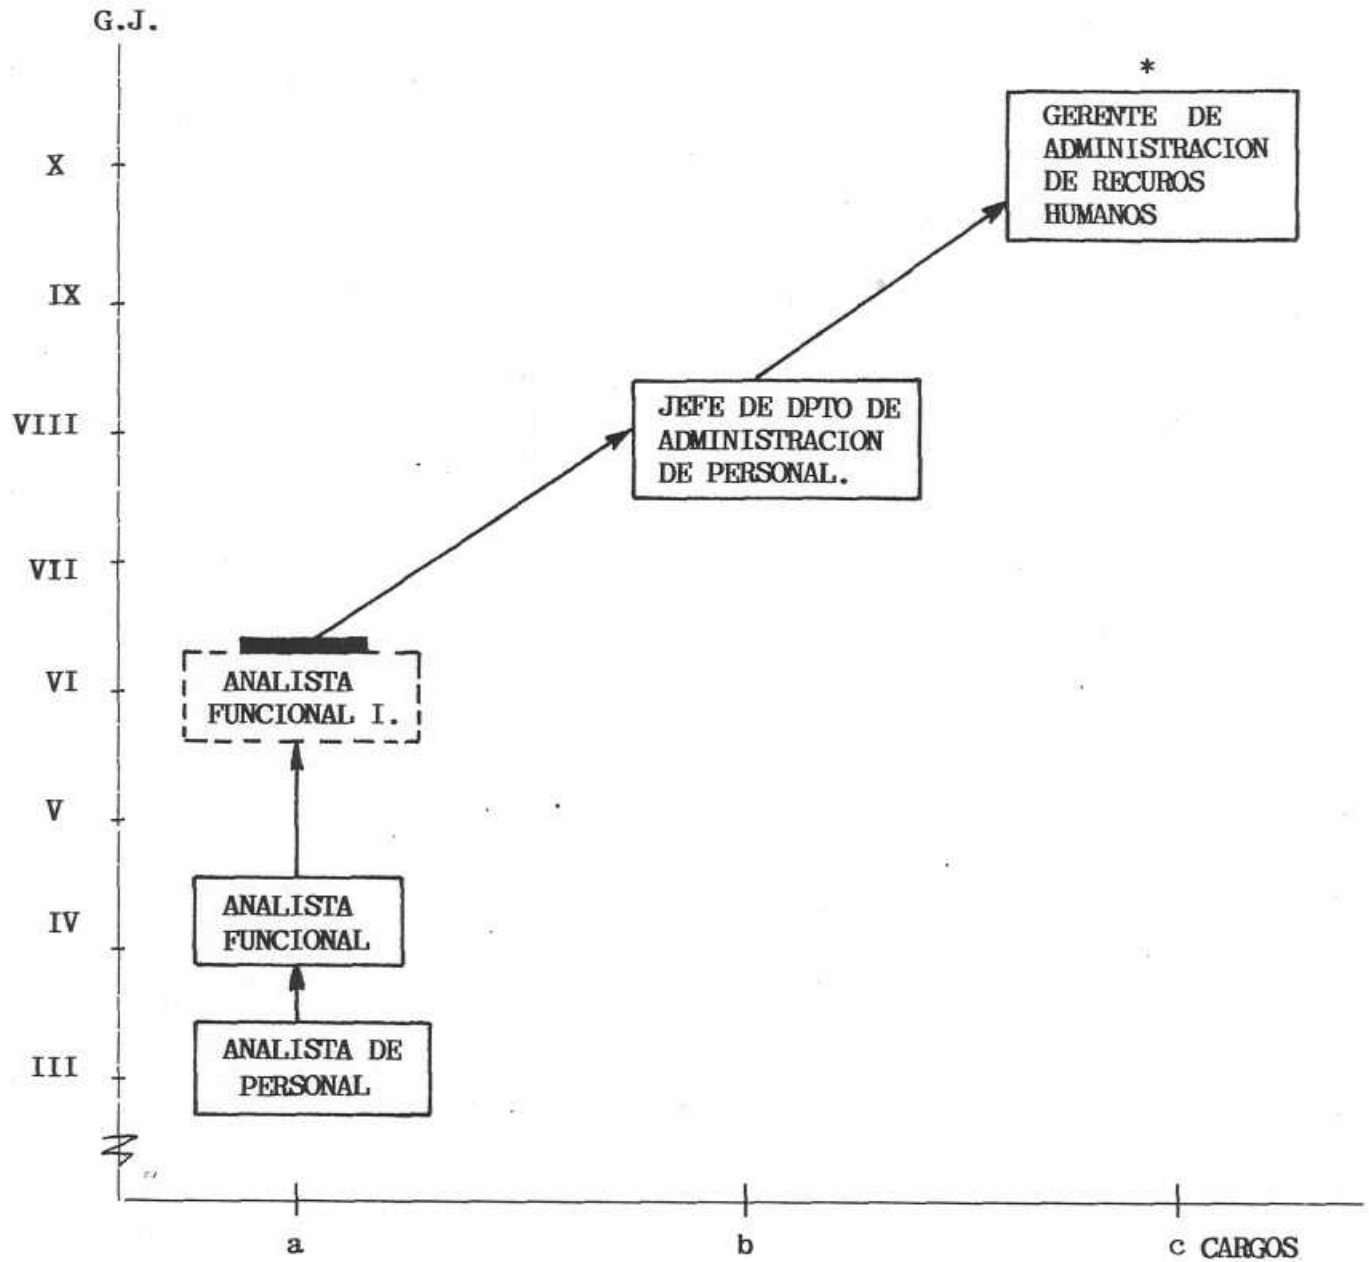 G.J.
*
GERENTE DE
ADMINISTRACION
DE RECUROS
HUMANOS
X
IX
JEFE DE DPTO DE
ADMINISTRACION
DE PERSONAL.
VIII
VII
VI
ANALISTA
FUNCIONAL I.
V
ANALISTA
FUNCIONAL
IV
ANALISTA DE
PERSONAL
III
a
b
c CARGOS